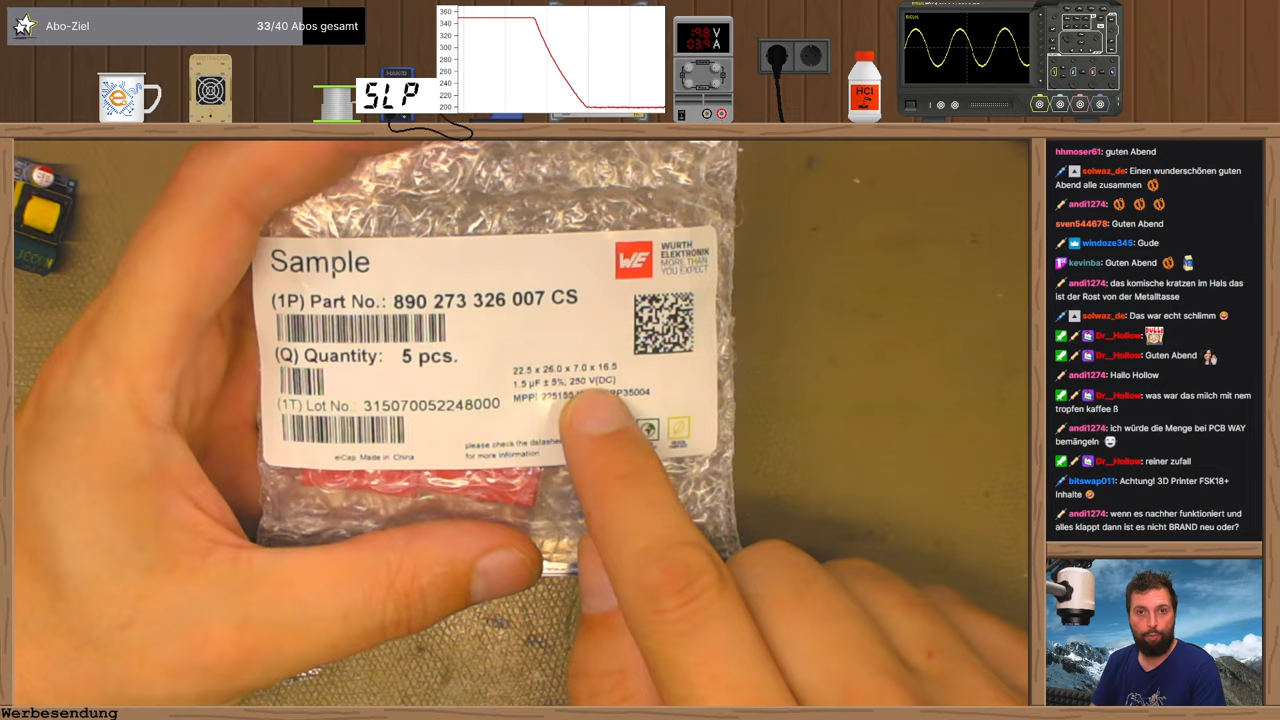 Abo-Ziel
33/40 Abos gesamt
360
340
320
300
280
260
240
220
200
SLP
HAKKO
19.8 V
03.9 A
HCl
Sample
WE
WURTH
ELEKTRONIK
MORE THAN
YOU EXPECT
(1P) Part No.: 890 273 326 007 CS
(Q) Quantity: 5 pcs.
22.5 x 26.0 x 7.0 x 16.5
1.5 µF ± 5%; 250 V(DC)
(1T) Lot No.: 315070052248000
please check the datasheet
for more information
eiCap Made in China
hhmoser61: guten Abend
solwaz_de: Einen wunderschönen guten
Abend alle zusammen
andi1274:
sven544678: Guten Abend
windoze345: Gude
kevinba: Guten Abend
andi1274: das komische kratzen im Hals das
ist der Rost von der Metalltasse
solwaz_de: Das war echt schlimm
Dr__Hollow:
Dr__Hollow: Guten Abend
andi1274: Hallo Hollow
Dr__Hollow: was war das milch mit nem
tropfen kaffee ß
andi1274: ich würde die Menge bei PCB WAY
bemängeln
Dr__Hollow: reiner zufall
bitswap011: Achtung! 3D Printer FSK18+
Inhalte
andi1274: wenn es nachher funktioniert und
alles klappt dann ist es nicht BRAND neu oder?
Werbesendung